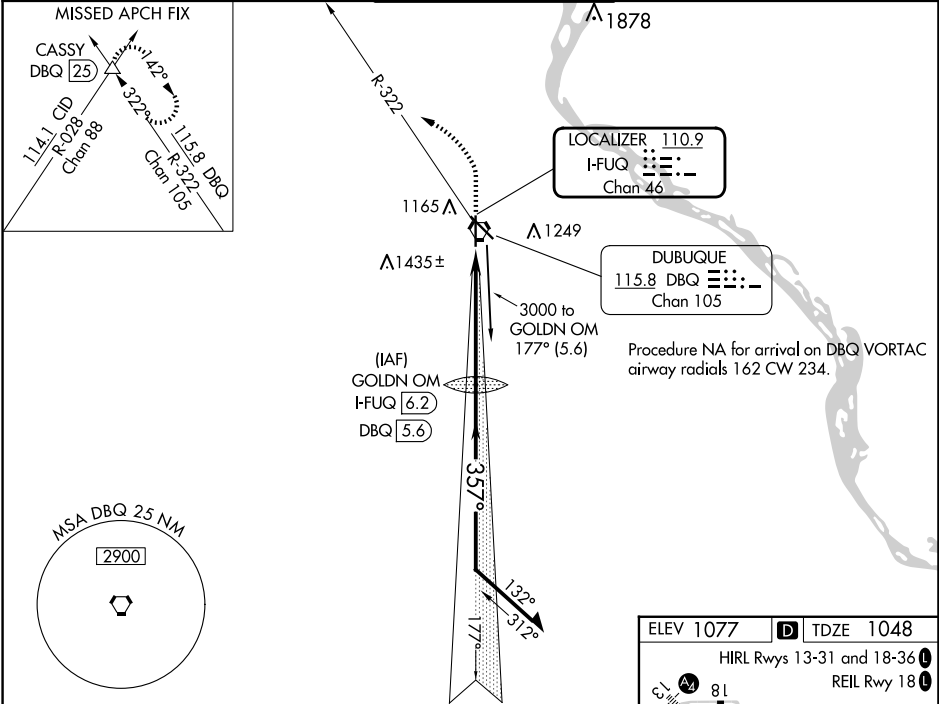 MISSED APCH FIX
CASSY
DBQ 25
142°
322°
114.1 CID
R-028
Chan 88
115.8 DBQ
R-322
Chan 105
1878
R-322
LOCALIZER 110.9
I-FUQ
Chan 46
1165
1249
1435±
DUBUQUE
115.8 DBQ
Chan 105
3000 to
GOLDN OM
177° (5.6)
Procedure NA for arrival on DBQ VORTAC
airway radials 162 CW 234.
(IAF)
GOLDN OM
I-FUQ 6.2
DBQ 5.6
357°
MSA DBQ 25 NM
2900
132°
312°
177°
ELEV 1077 D TDZE 1048
HIRL Rwys 13-31 and 18-36 L
REIL Rwy 18 L
13 A4 18